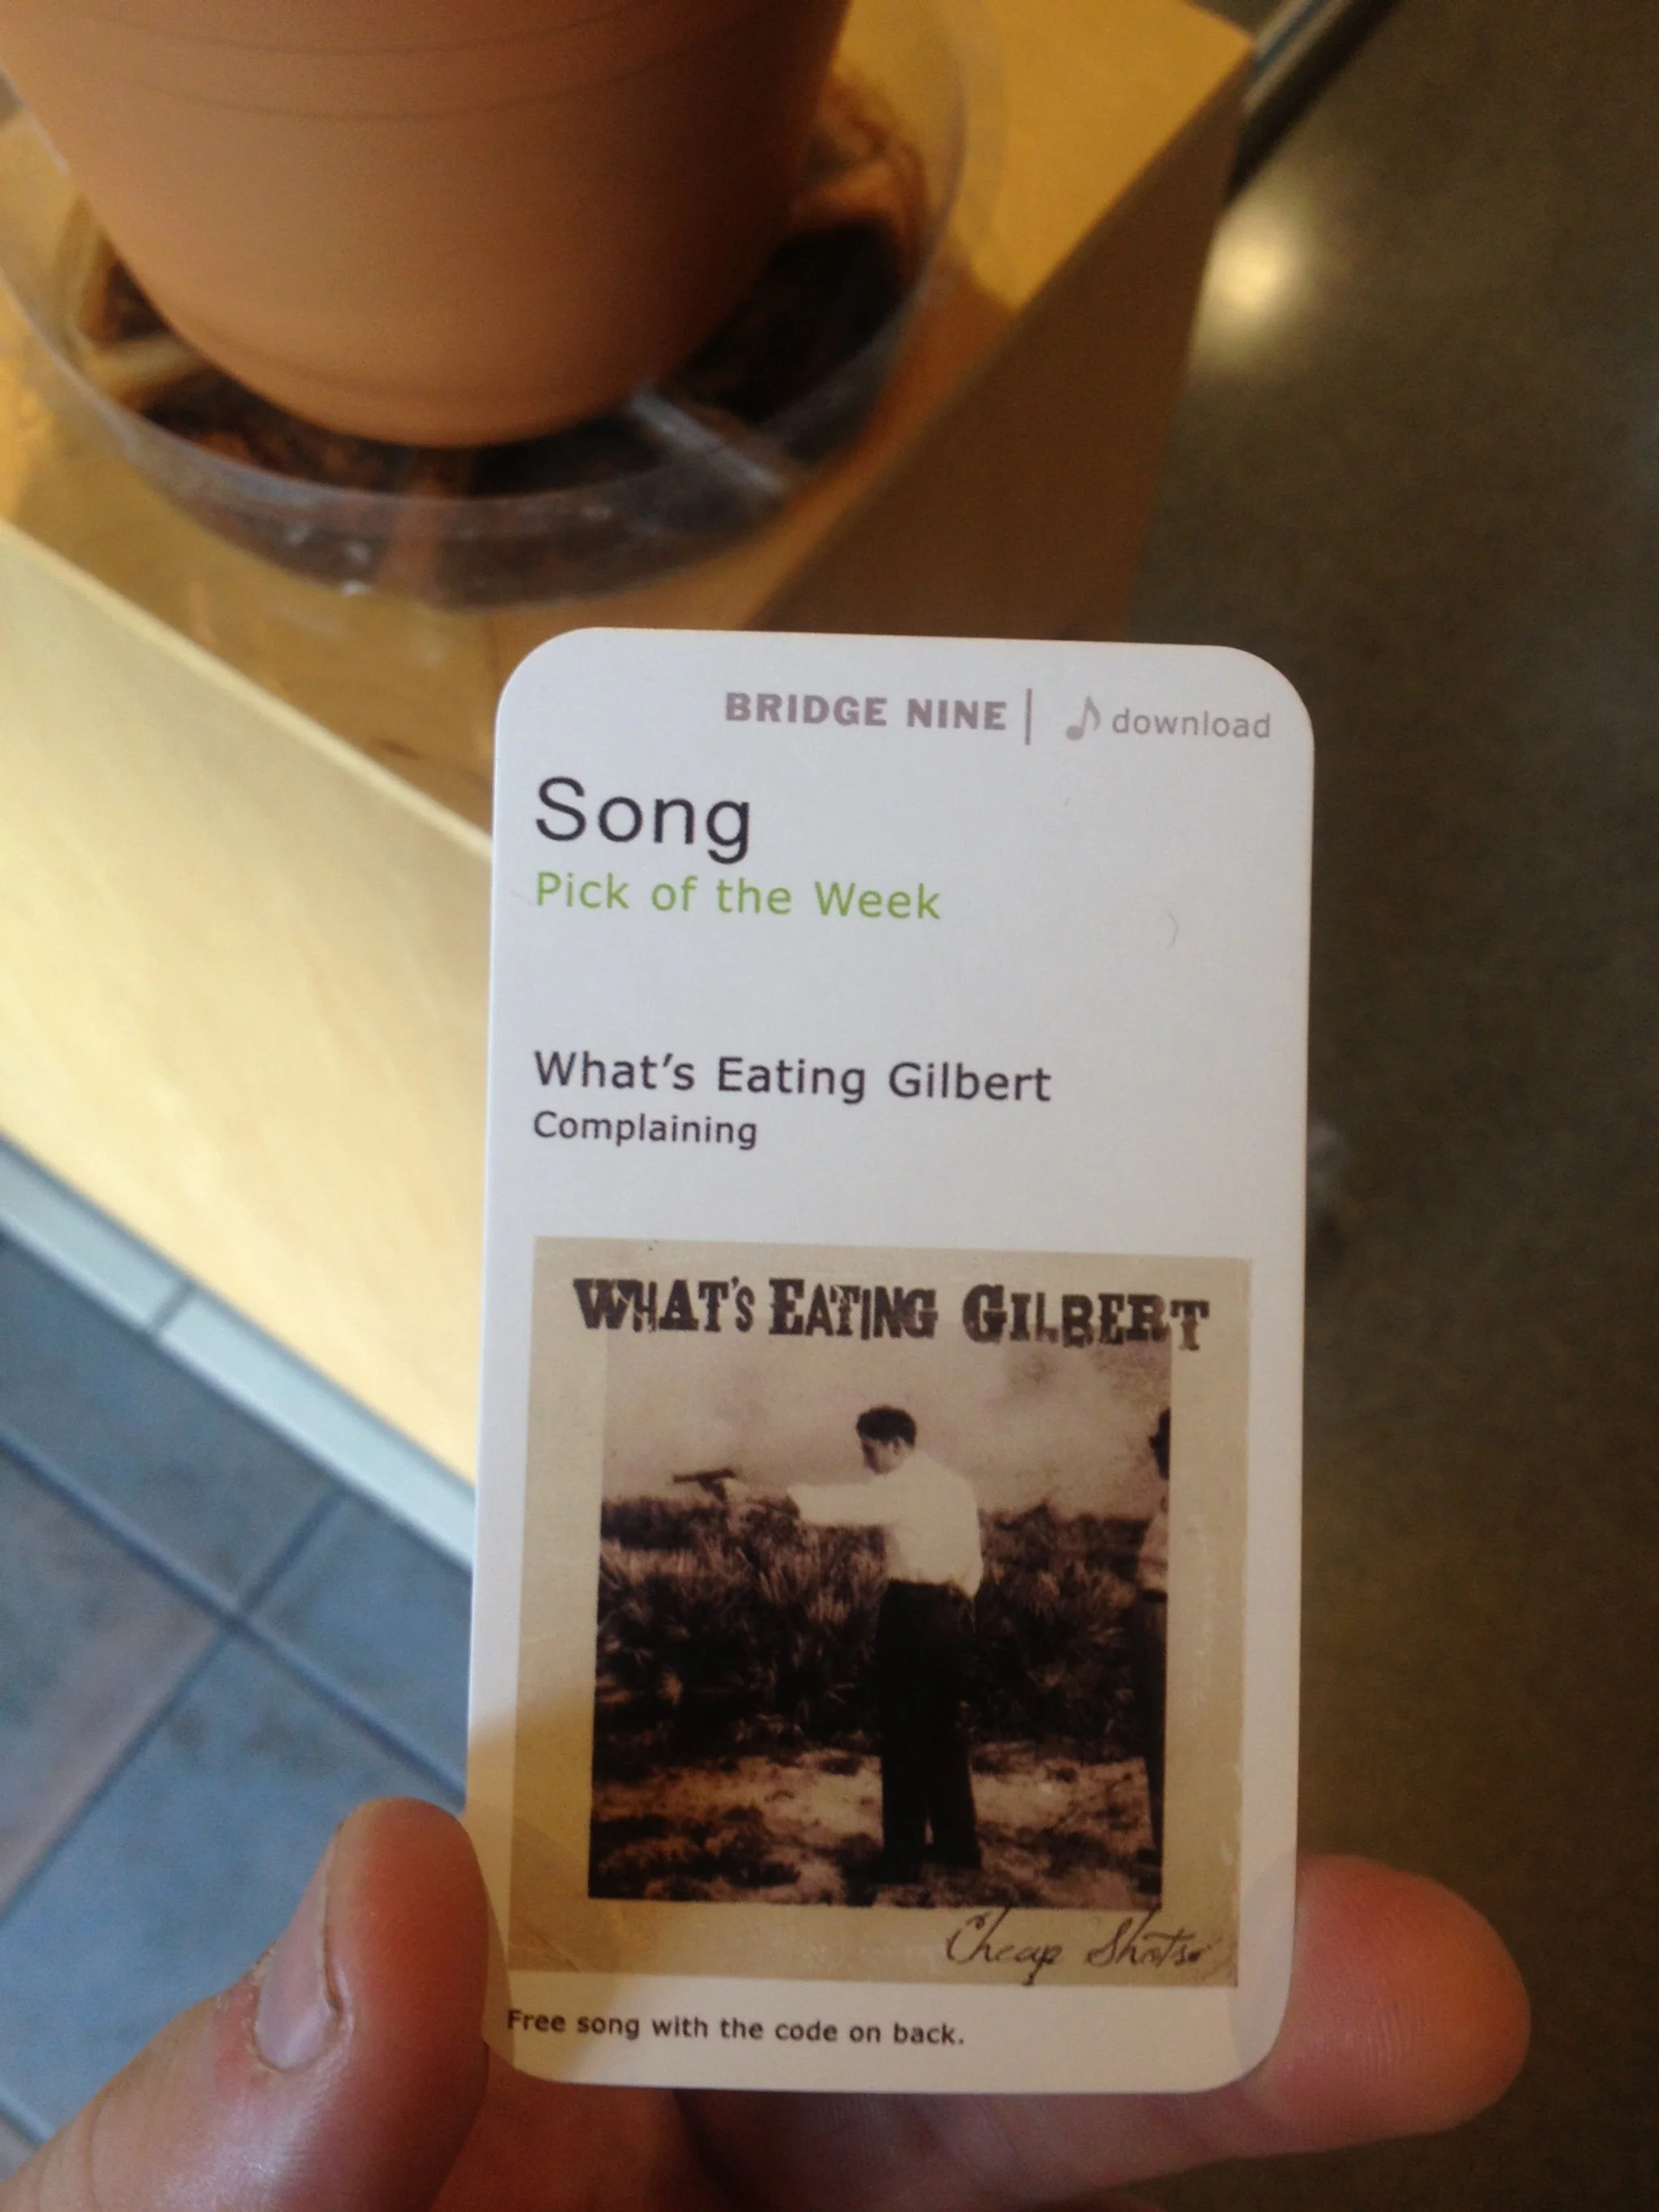 BRIDGE NINE | download
Song
Pick of the Week
What's Eating Gilbert
Complaining
WHAT'S EATING GILBERT
Cheap Shots
Free song with the code on back.